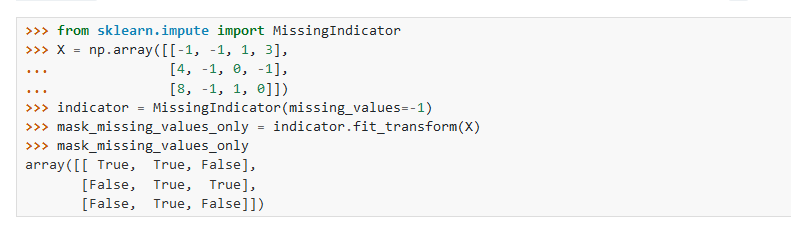 >>> from sklearn.impute import MissingIndicator
>>> X = np.array([[-1, -1, 1, 3],
...               [4, -1, 0, -1],
...               [8, -1, 1, 0]])
>>> indicator = MissingIndicator(missing_values=-1)
>>> mask_missing_values_only = indicator.fit_transform(X)
>>> mask_missing_values_only
array([[ True,  True, False],
       [False,  True,  True],
       [False,  True, False]])